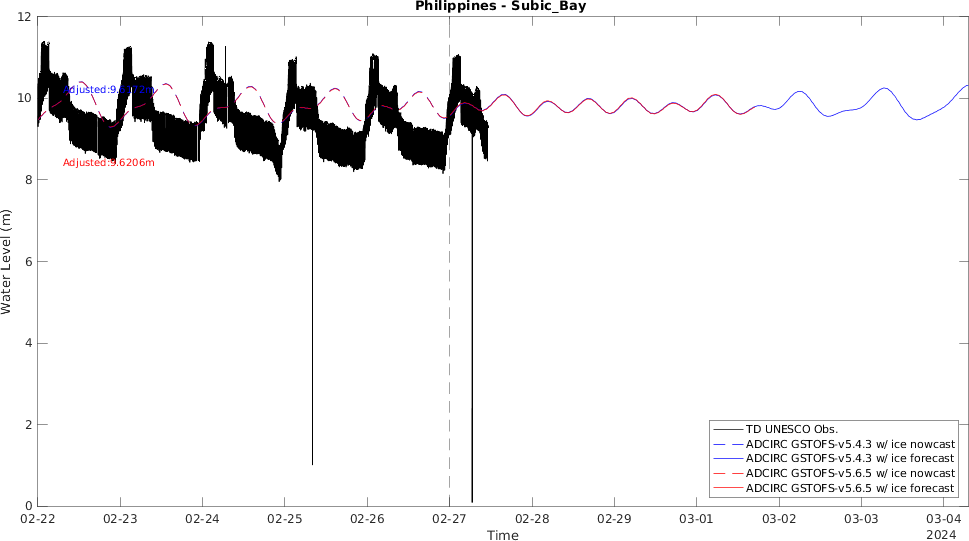 Philippines - Subic_Bay
12
10
8
6
4
2
0
Water Level (m)
Adjusted:9.6206m
02-22
02-23
02-24
02-25
02-26
02-27
02-28
02-29
03-01
03-02
03-03
03-04
2024
Time
TD UNESCO Obs.
ADCIRC GSTOFS-v5.4.3 w/ ice nowcast
ADCIRC GSTOFS-v5.4.3 w/ ice forecast
ADCIRC GSTOFS-v5.6.5 w/ ice nowcast
ADCIRC GSTOFS-v5.6.5 w/ ice forecast